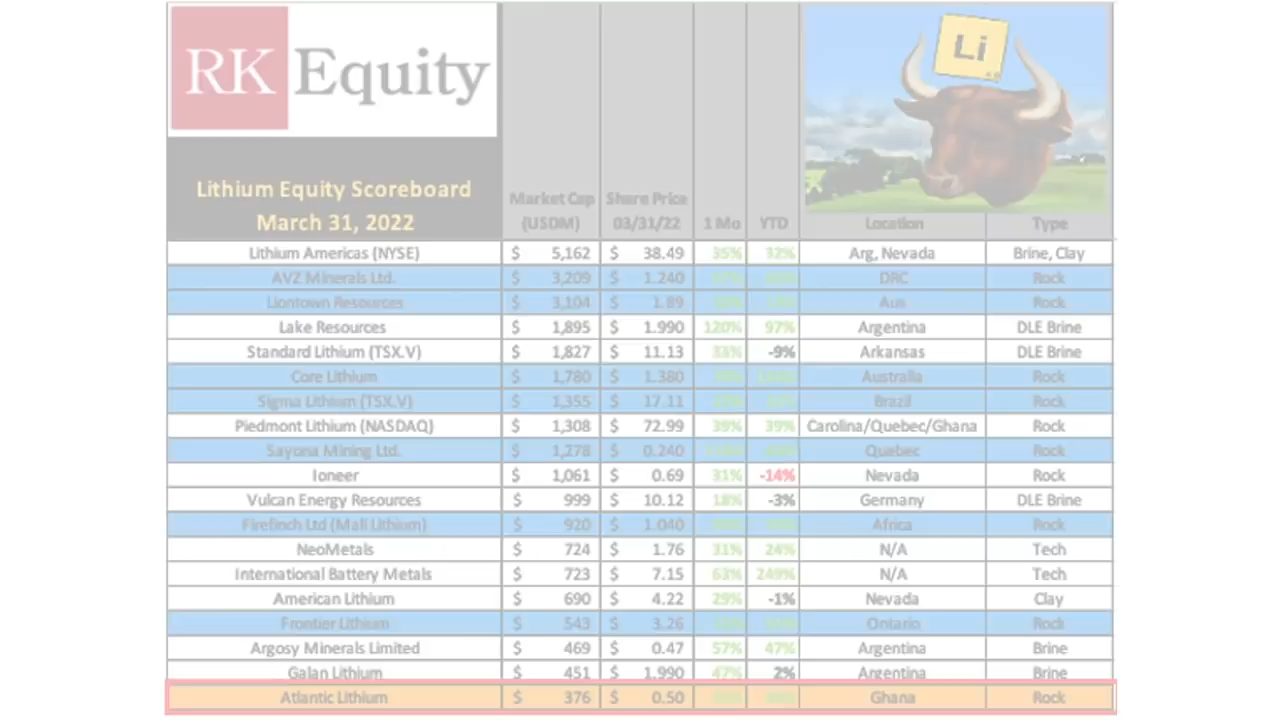 RK Equity
Li
Lithium Equity Scoreboard
March 31, 2022
Market Cap (USDM) Share Price 03/31/22 1 Mo YTD Location Type
Lithium Americas (NYSE) $ 5,162 $ 38.49 35% 32% Arg, Nevada Brine, Clay
AVZ Minerals Ltd. $ 3,209 $ 1.240 DRC Rock
Liontown Resources $ 3,104 $ 1.89 Aus Rock
Lake Resources $ 1,895 $ 1.990 120% 97% Argentina DLE Brine
Standard Lithium (TSX.V) $ 1,827 $ 11.13 33% -9% Arkansas DLE Brine
Core Lithium $ 1,780 $ 1.380 Australia Rock
Sigma Lithium (TSX.V) $ 1,355 $ 17.11 Brazil Rock
Piedmont Lithium (NASDAQ) $ 1,308 $ 72.99 39% 39% Carolina/Quebec/Ghana Rock
Sayona Mining Ltd. $ 1,278 $ 0.240 Quebec Rock
Ioneer $ 1,061 $ 0.69 31% -14% Nevada Rock
Vulcan Energy Resources $ 999 $ 10.12 18% -3% Germany DLE Brine
Firefinch Ltd (Mali Lithium) $ 920 $ 1.040 Africa Rock
NeoMetals $ 724 $ 1.76 31% 24% N/A Tech
International Battery Metals $ 723 $ 7.15 63% 249% N/A Tech
American Lithium $ 690 $ 4.22 29% -1% Nevada Clay
Frontier Lithium $ 543 $ 3.26 Ontario Rock
Argosy Minerals Limited $ 469 $ 0.47 57% 47% Argentina Brine
Galan Lithium $ 451 $ 1.990 47% 2% Argentina Brine
Atlantic Lithium $ 376 $ 0.50 Ghana Rock